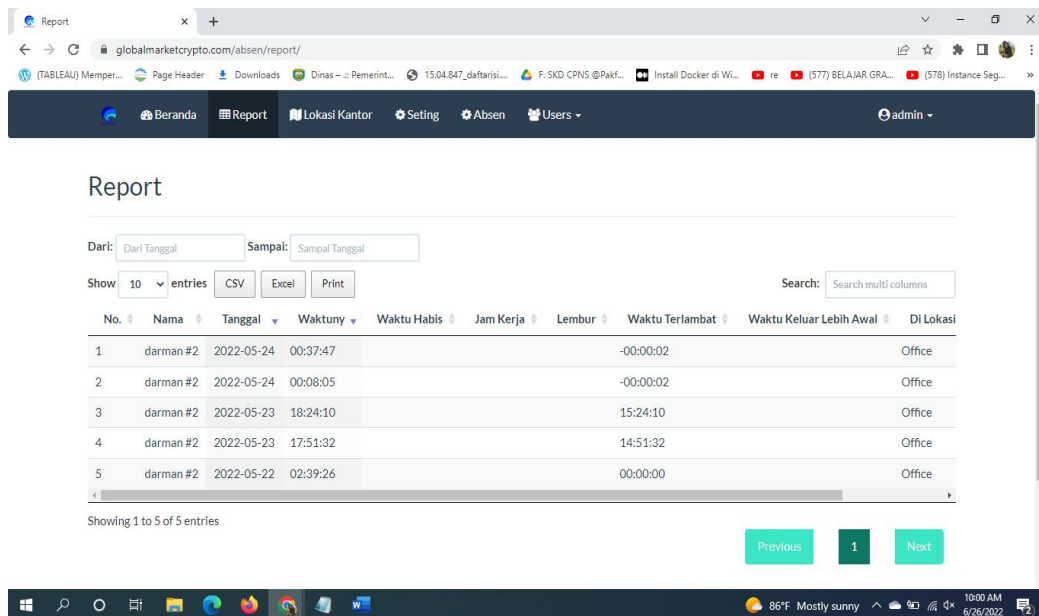 Report
globalmarketcrypto.com/absen/report/
(TABLEAU) Memper... Page Header Downloads Dinas – .:: Pemerint... 15.04.847_daftarisi.... F. SKD CPNS @Pakf... Install Docker di Wi... re (577) BELAJAR GRA... (578) Instance Seg... »
Beranda Report Lokasi Kantor Seting Absen Users admin
Report
Dari: Dari Tanggal Sampai: Sampai Tanggal
Show 10 entries CSV Excel Print Search: Search multi columns
No. Nama Tanggal Waktuny Waktu Habis Jam Kerja Lembur Waktu Terlambat Waktu Keluar Lebih Awal Di Lokasi
1 darman #2 2022-05-24 00:37:47 -00:00:02 Office
2 darman #2 2022-05-24 00:08:05 -00:00:02 Office
3 darman #2 2022-05-23 18:24:10 15:24:10 Office
4 darman #2 2022-05-23 17:51:32 14:51:32 Office
5 darman #2 2022-05-22 02:39:26 00:00:00 Office
Showing 1 to 5 of 5 entries
Previous 1 Next
86°F Mostly sunny 10:00 AM
6/26/2022